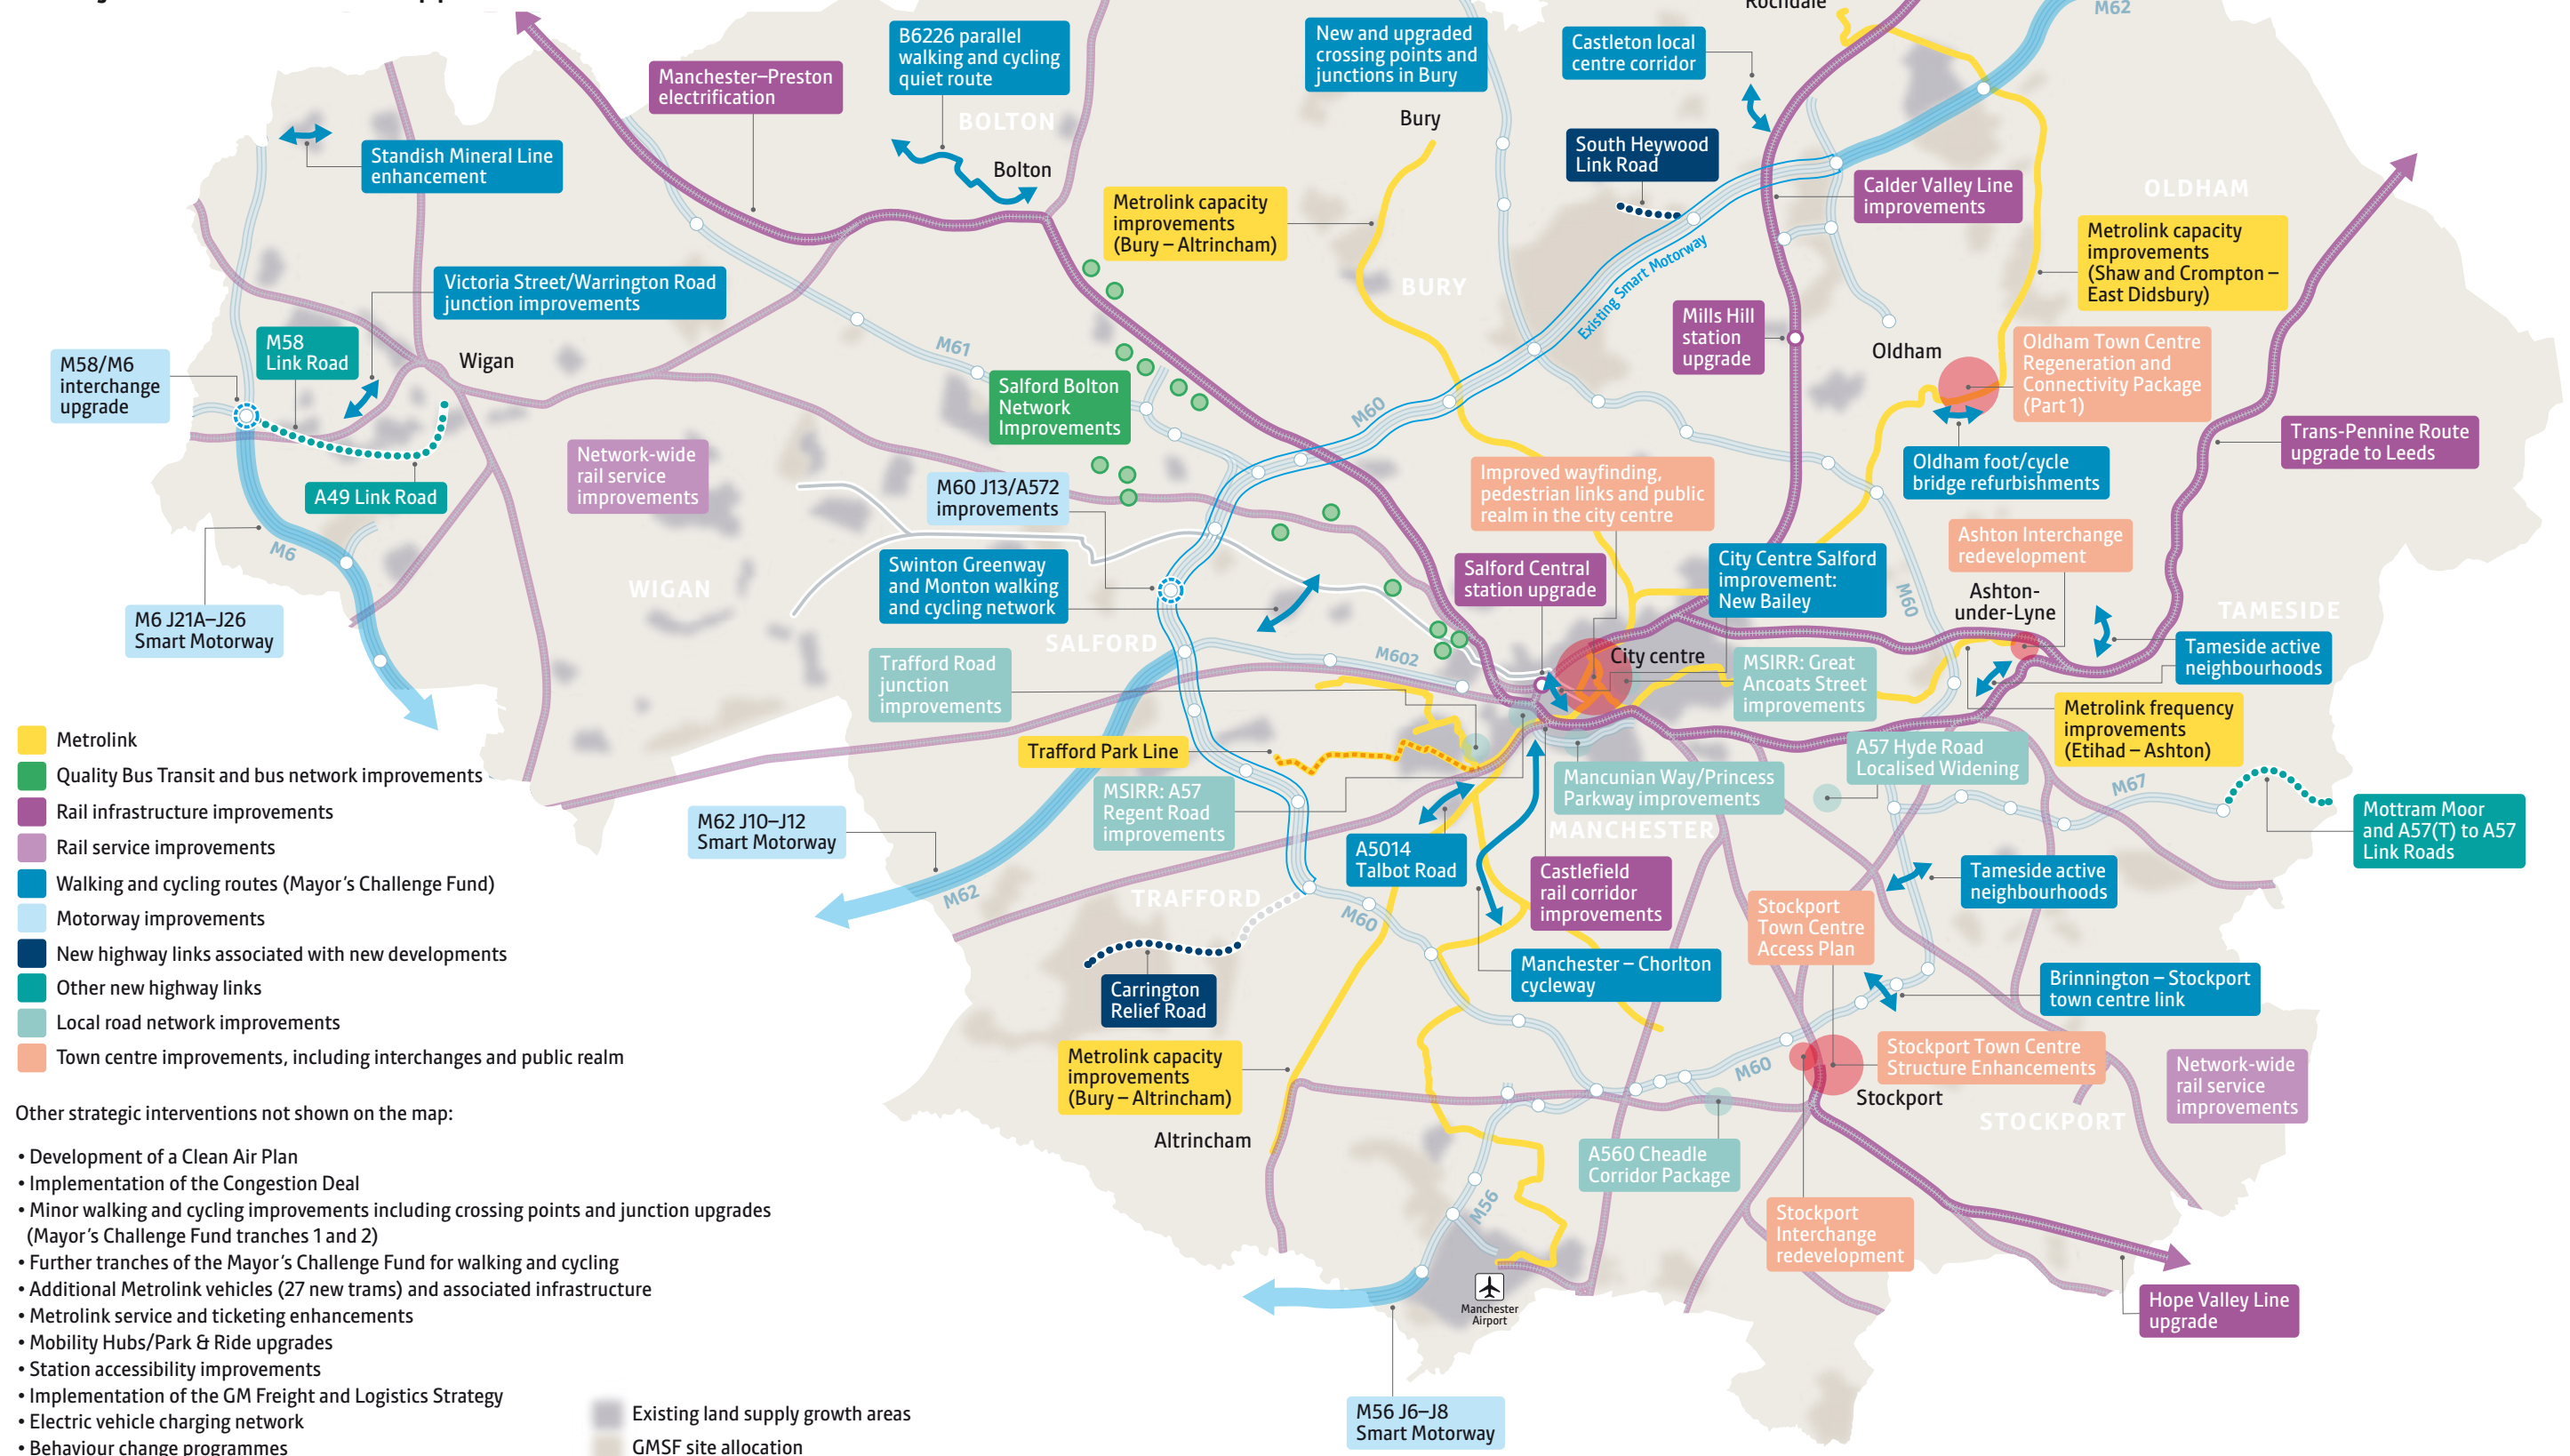 Rochdale
M62
B6226 parallel
walking and cycling
quiet route
New and upgraded
crossing points and
junctions in Bury
Castleton local
centre corridor
Manchester–Preston
electrification
BOLTON
Bolton
Bury
Standish Mineral Line
enhancement
South Heywood
Link Road
Calder Valley Line
improvements
OLDHAM
Metrolink capacity
improvements
(Bury – Altrincham)
Metrolink capacity
improvements
(Shaw and Crompton –
East Didsbury)
Existing Smart Motorway
BURY
Victoria Street/Warrington Road
junction improvements
Mills Hill
station
upgrade
M58
Link Road
M58/M6
interchange
upgrade
Wigan
M61
Oldham
Oldham Town Centre
Regeneration and
Connectivity Package
(Part 1)
Salford Bolton
Network
Improvements
M60
Trans-Pennine Route
upgrade to Leeds
Network-wide
rail service
improvements
A49 Link Road
M60 J13/A572
improvements
Improved wayfinding,
pedestrian links and public
realm in the city centre
Oldham foot/cycle
bridge refurbishments
M6
Ashton Interchange
redevelopment
Swinton Greenway
and Monton walking
and cycling network
Salford Central
station upgrade
City Centre Salford
improvement:
New Bailey
M60
Ashton-
under-Lyne
WIGAN
TAMESIDE
M6 J21A–J26
Smart Motorway
SALFORD
M602
City centre
Tameside active
neighbourhoods
Trafford Road
junction
improvements
MSIRR: Great
Ancoats Street
improvements
Metrolink frequency
improvements
(Etihad – Ashton)
Trafford Park Line
A57 Hyde Road
Localised Widening
MSIRR: A57
Regent Road
improvements
Mancunian Way/Princess
Parkway improvements
M67
Mottram Moor
and A57(T) to A57
Link Roads
M62 J10–J12
Smart Motorway
MANCHESTER
A5014
Talbot Road
M62
TRAFFORD
M60
Castlefield
rail corridor
improvements
Tameside active
neighbourhoods
Stockport
Town Centre
Access Plan
Manchester – Chorlton
cycleway
Brinnington – Stockport
town centre link
Carrington
Relief Road
Metrolink capacity
improvements
(Bury – Altrincham)
M60
Stockport Town Centre
Structure Enhancements
Network-wide
rail service
improvements
Stockport
STOCKPORT
Altrincham
A560 Cheadle
Corridor Package
M56
Stockport
Interchange
redevelopment
Manchester
Airport
Hope Valley Line
upgrade
M56 J6–J8
Smart Motorway
Metrolink
Quality Bus Transit and bus network improvements
Rail infrastructure improvements
Rail service improvements
Walking and cycling routes (Mayor's Challenge Fund)
Motorway improvements
New highway links associated with new developments
Other new highway links
Local road network improvements
Town centre improvements, including interchanges and public realm
Other strategic interventions not shown on the map:
• Development of a Clean Air Plan
• Implementation of the Congestion Deal
• Minor walking and cycling improvements including crossing points and junction upgrades
(Mayor's Challenge Fund tranches 1 and 2)
• Further tranches of the Mayor's Challenge Fund for walking and cycling
• Additional Metrolink vehicles (27 new trams) and associated infrastructure
• Metrolink service and ticketing enhancements
• Mobility Hubs/Park & Ride upgrades
• Station accessibility improvements
• Implementation of the GM Freight and Logistics Strategy
• Electric vehicle charging network
• Behaviour change programmes
Existing land supply growth areas
GMSF site allocation